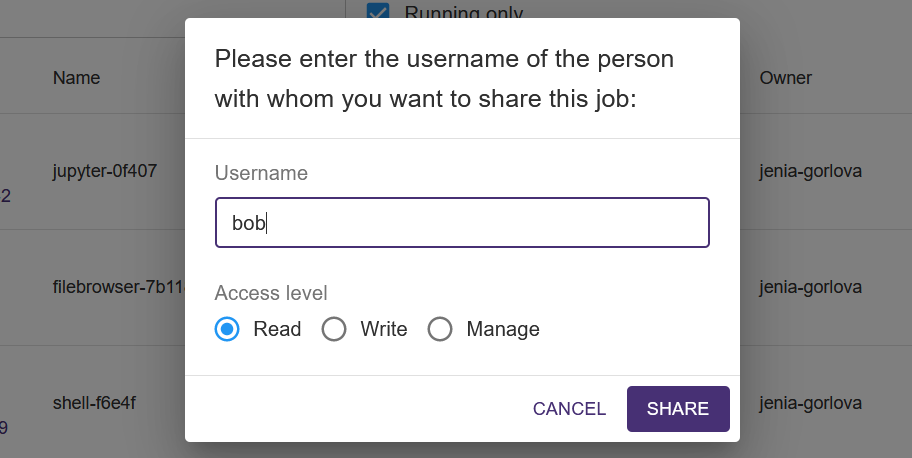 Running only
Please enter the username of the person
with whom you want to share this job:
Name
Owner
jupyter-0f407
jenia-gorlova
2
Username
bob
filebrowser-7b11
jenia-gorlova
Access level
Read Write Manage
shell-f6e4f
jenia-gorlova
9
CANCEL SHARE